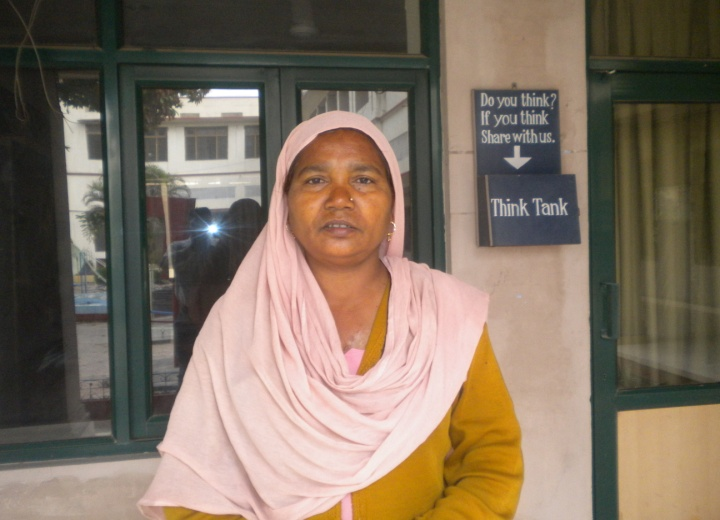 Do you think?
If you think
Share with us.
Think Tank